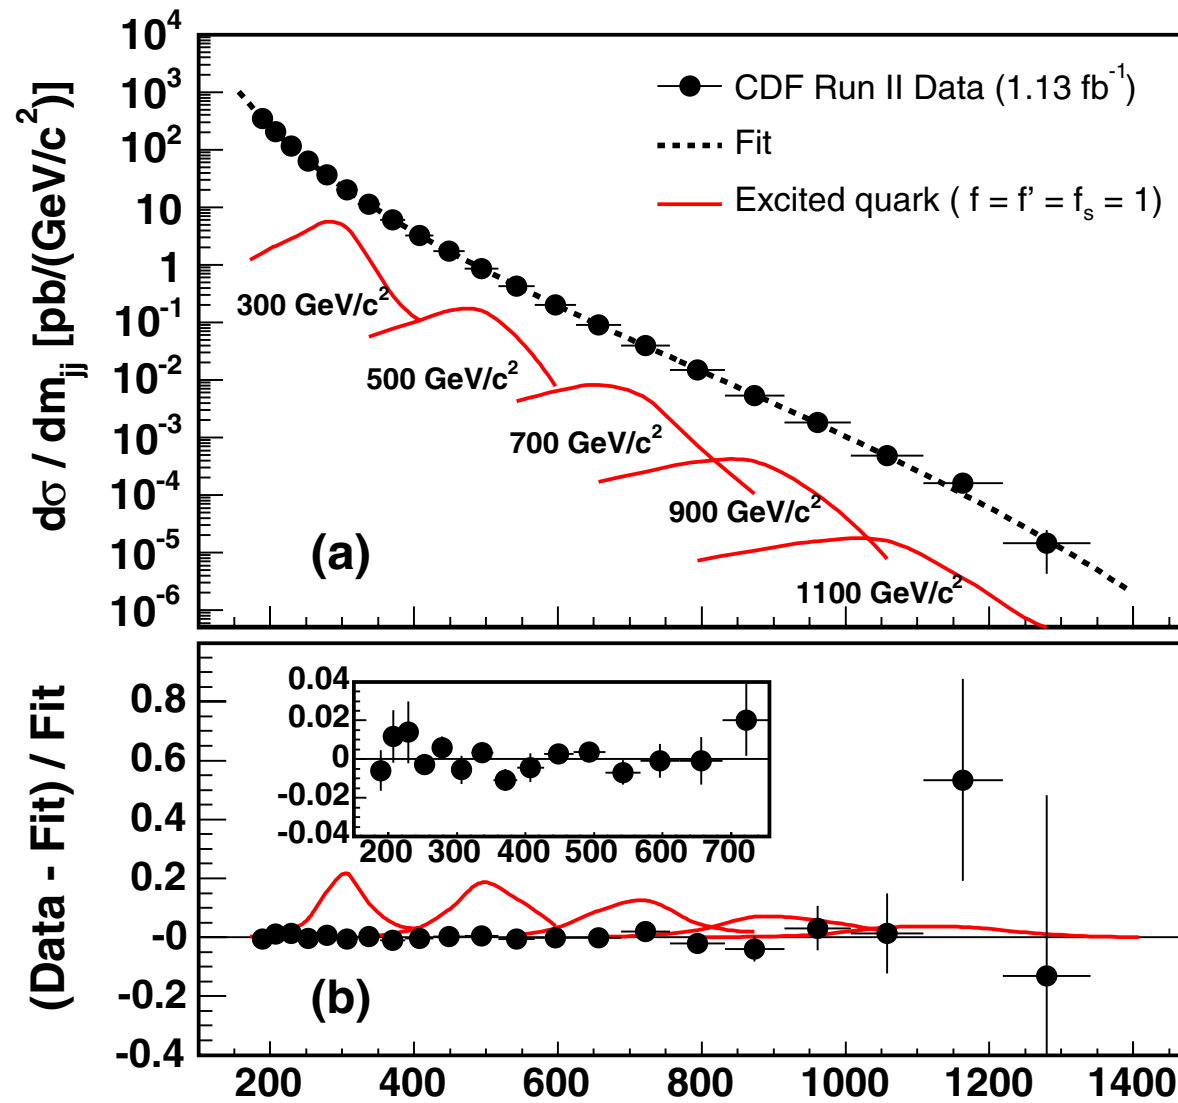 10^4
10^3
10^2
10
1
10^-1
10^-2
10^-3
10^-4
10^-5
10^-6
dσ / dm_jj [pb/(GeV/c^2)]
CDF Run II Data (1.13 fb^-1)
Fit
Excited quark ( f = f' = f_s = 1)
300 GeV/c^2
500 GeV/c^2
700 GeV/c^2
900 GeV/c^2
1100 GeV/c^2
(a)
(Data - Fit) / Fit
0.8
0.6
0.4
0.2
-0
-0.2
-0.4
0.04
0.02
0
-0.02
-0.04
200 300 400 500 600 700
(b)
200 400 600 800 1000 1200 1400